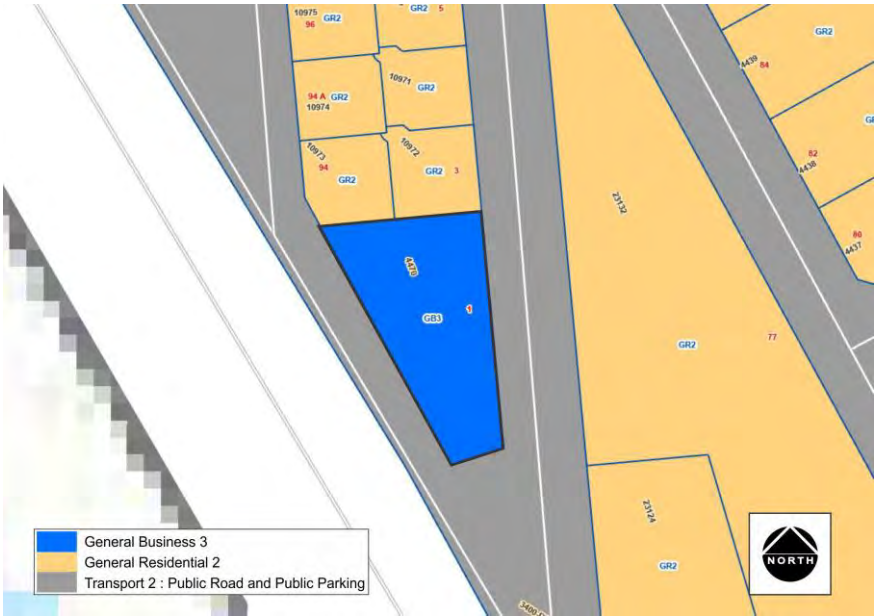 10975
GR2
96
GR2
5
10971
GR2
94 A GR2
10974
10973
94
GR2
10972
GR2
3
4439
84
GR2
82
4438
80
4437
23132
GR2
77
4470
GB3
1
23124
GR2
General Business 3
General Residential 2
Transport 2 : Public Road and Public Parking
NORTH